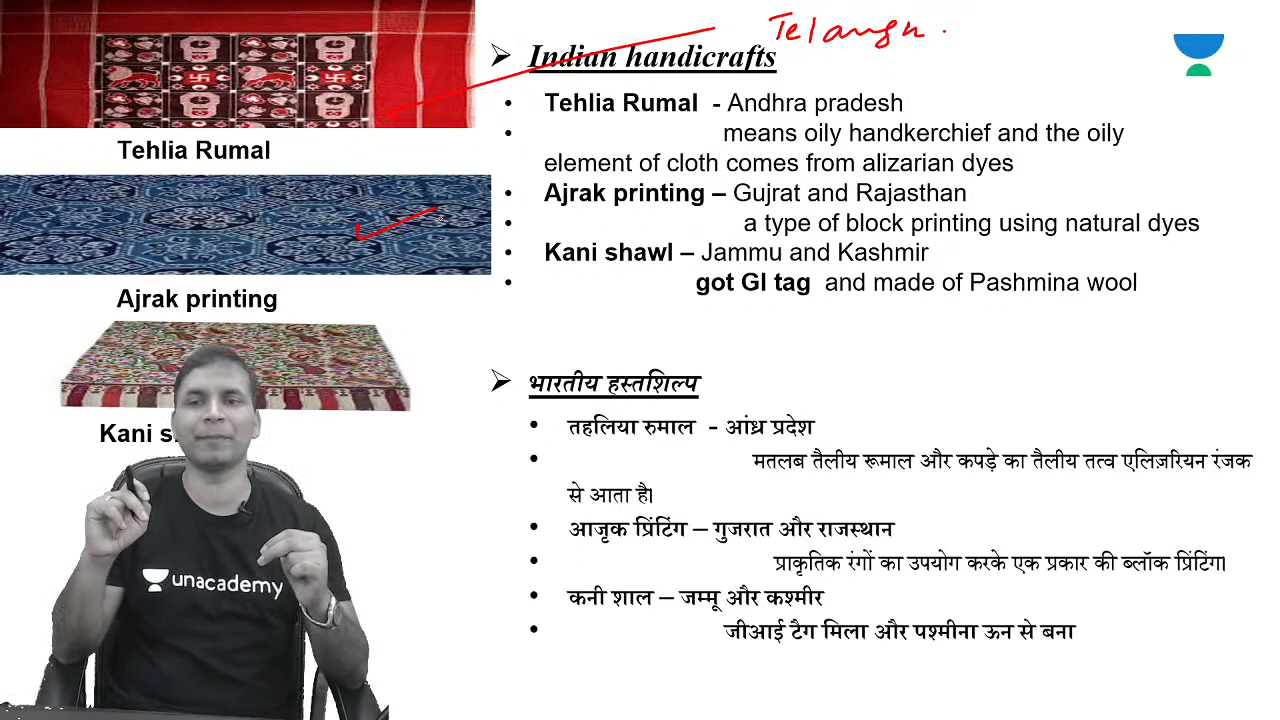 Telangn.
Indian handicrafts
Tehlia Rumal - Andhra pradesh
means oily handkerchief and the oily
element of cloth comes from alizarian dyes
Ajrak printing – Gujrat and Rajasthan
a type of block printing using natural dyes
Kani shawl – Jammu and Kashmir
got GI tag and made of Pashmina wool
भारतीय हस्तशिल्प
तहलिया रुमाल - आंध्र प्रदेश
मतलब तैलीय रूमाल और कपड़े का तैलीय तत्व एलिज़रियन रंजक
से आता है।
आजृक प्रिंटिंग – गुजरात और राजस्थान
प्राकृतिक रंगों का उपयोग करके एक प्रकार की ब्लॉक प्रिंटिंग।
कनी शाल – जम्मू और कश्मीर
जीआई टैग मिला और पश्मीना ऊन से बना
Tehlia Rumal
Ajrak printing
Kani
unacademy